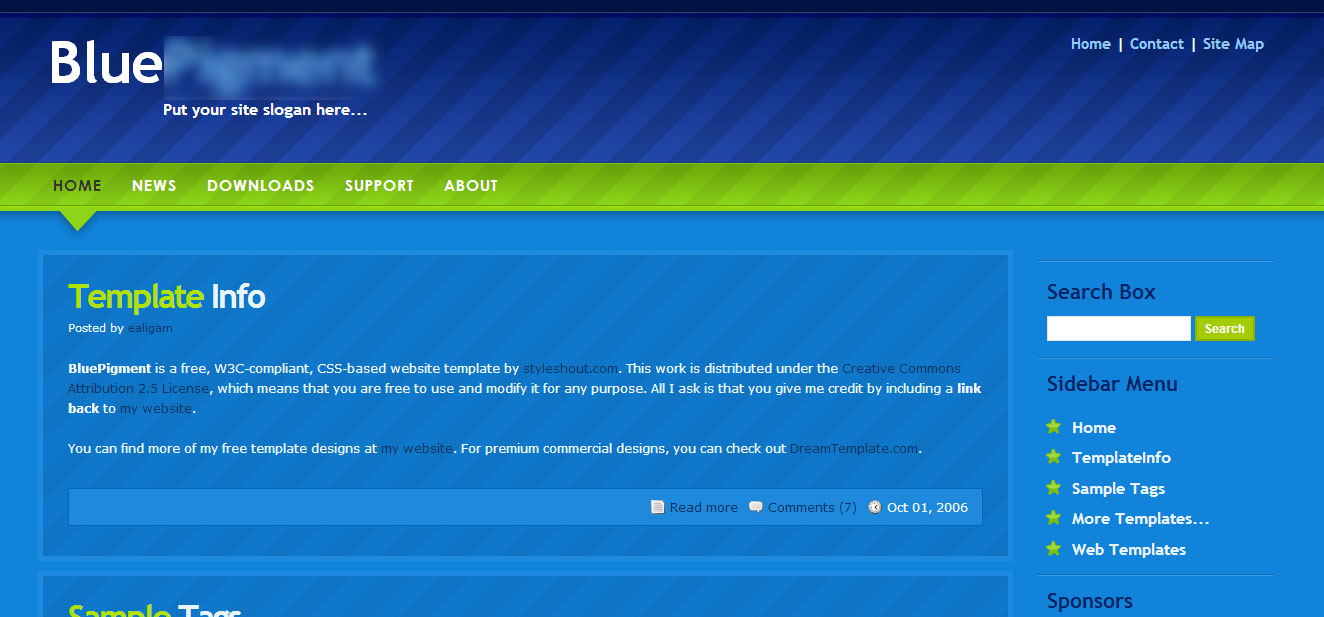 Blue
Put your site slogan here...
Home | Contact | Site Map
HOME NEWS DOWNLOADS SUPPORT ABOUT
Template Info
Posted by ealigam
BluePigment is a free, W3C-compliant, CSS-based website template by styleshout.com. This work is distributed under the Creative Commons
Attribution 2.5 License, which means that you are free to use and modify it for any purpose. All I ask is that you give me credit by including a link
back to my website.
You can find more of my free template designs at my website. For premium commercial designs, you can check out DreamTemplate.com.
Read more Comments (7) Oct 01, 2006
Sample Tags
Search Box
Search
Sidebar Menu
Home
TemplateInfo
Sample Tags
More Templates...
Web Templates
Sponsors